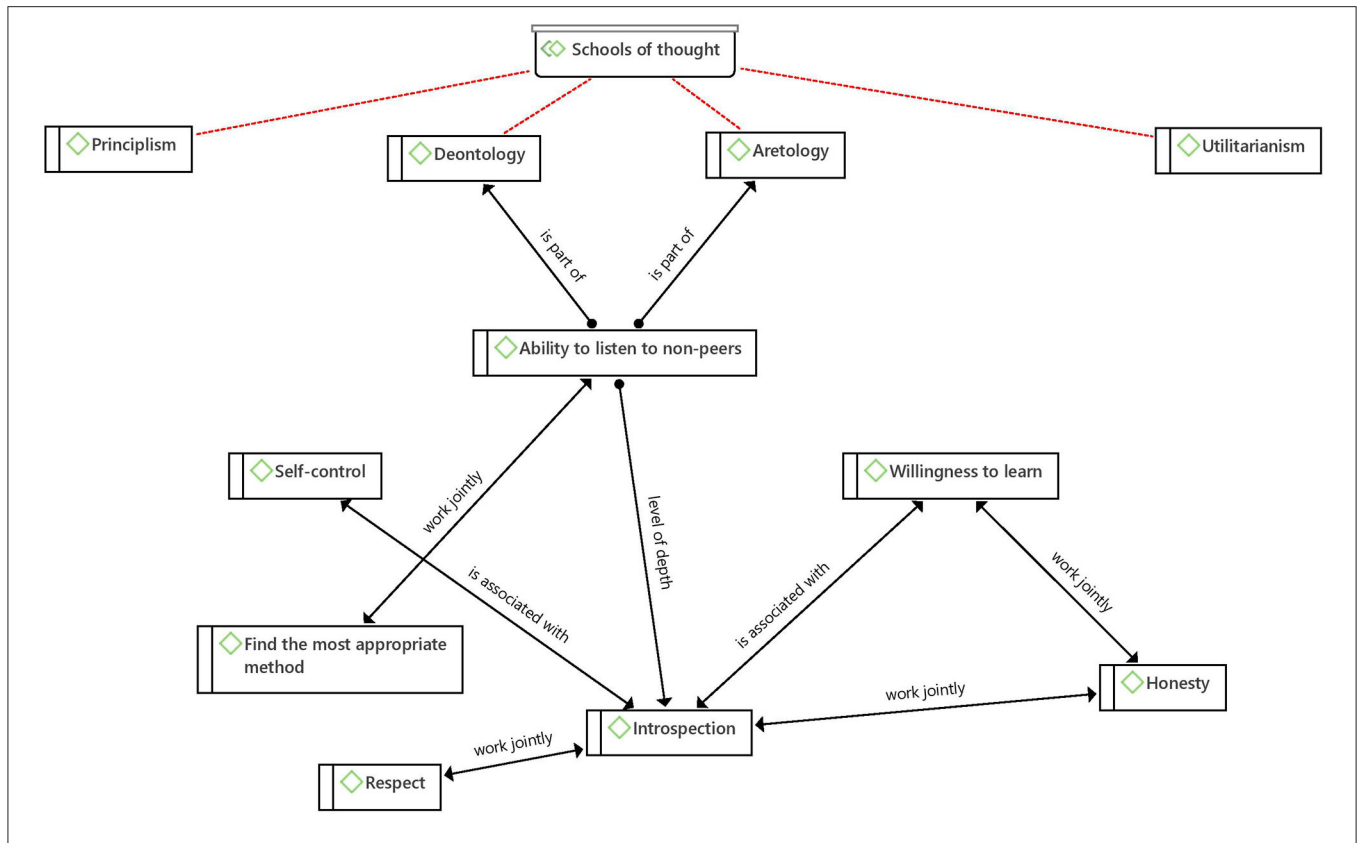 Schools of thought
Principlism
Deontology
Aretology
Utilitarianism
is part of
is part of
Ability to listen to non-peers
Self-control
Willingness to learn
work jointly
level of depth
is associated with
is associated with
work jointly
Find the most appropriate
method
Honesty
work jointly
Introspection
work jointly
Respect